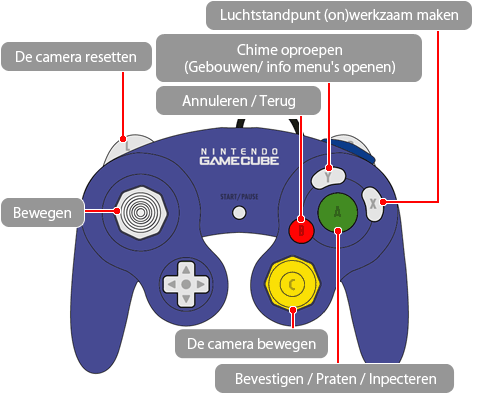 Luchtstandpunt (on)werkzaam maken
Chime oproepen
(Gebouwen/ info menu's openen)
De camera resetten
Annuleren / Terug
L
NINTENDO
GAMECUBE
Y
START/PAUSE
X
A
Bewegen
B
C
De camera bewegen
Bevestigen / Praten / Inpecteren